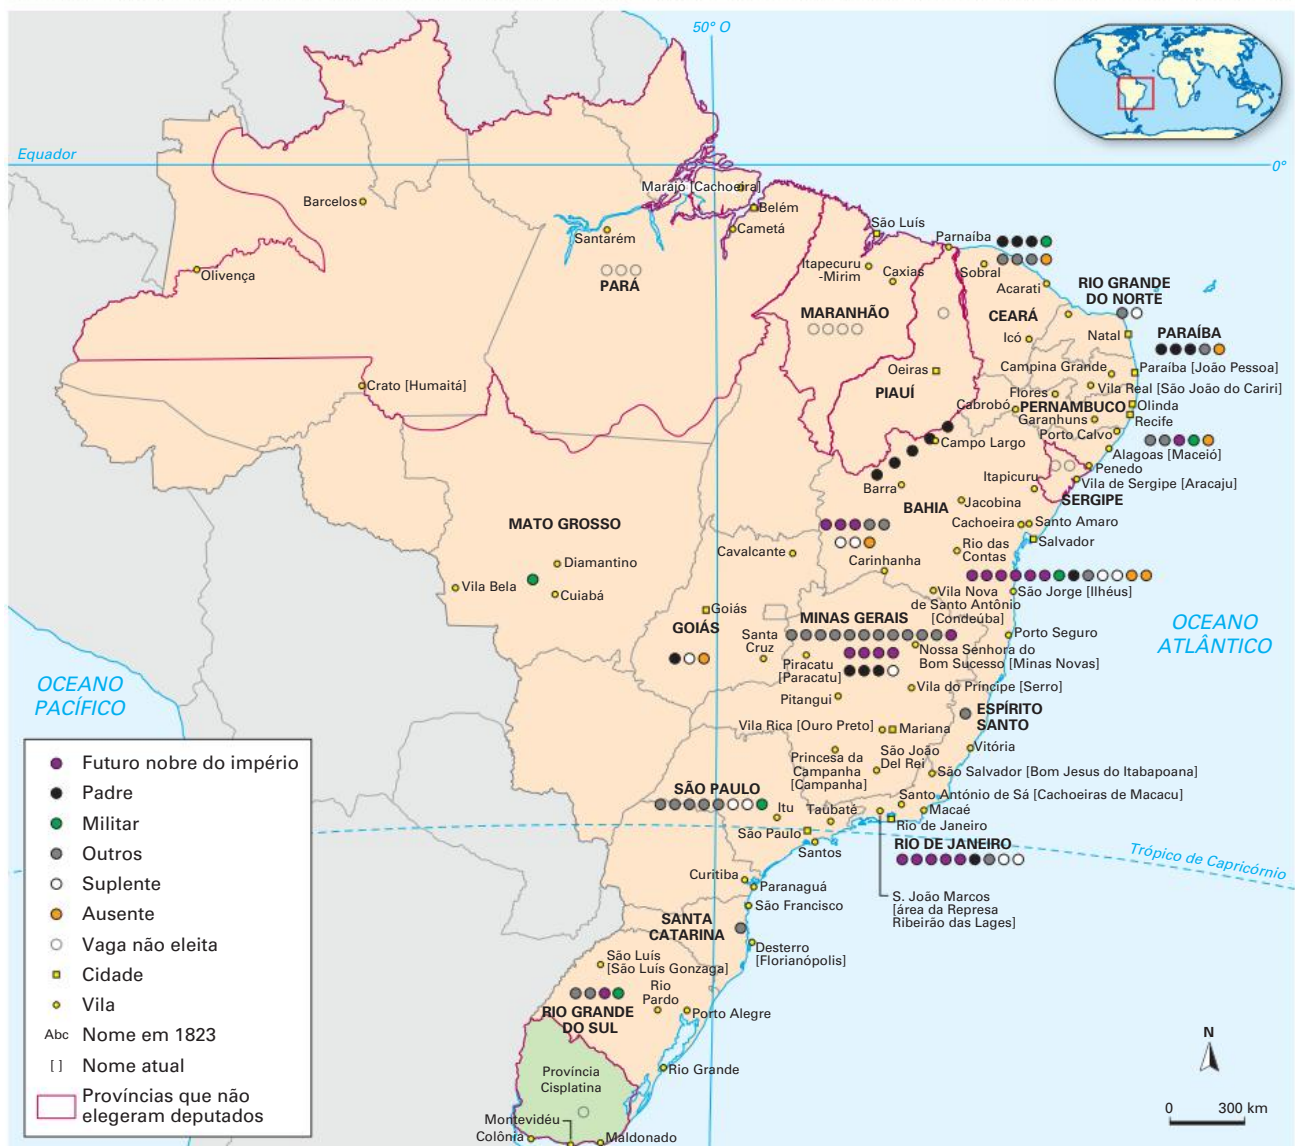 50° O
Equador
0°
Marajó [Cachoeira]
Barcelos
Belém
Santarém
Cametá
São Luís
Parnaíba
Olivença
PARÁ
Itapecuru
-Mirim
Caxias
Sobral
Acarati
RIO GRANDE
DO NORTE
MARANHÃO
CEARÁ
Icó
Natal
PARAÍBA
Crato [Humaitá]
Oeiras
Campina Grande
Paraíba [João Pessoa]
PIAUÍ
Flores
Vila Real [São João do Cariri]
Cabrobó
PERNAMBUCO
Olinda
Garanhuns
Recife
Porto Calvo
Campo Largo
Alagoas [Maceió]
Penedo
Barra
Itapicuru
Vila de Sergipe [Aracaju]
SERGIPE
BAHIA
Jacobina
MATO GROSSO
Cachoeira
Santo Amaro
Salvador
Cavalcante
Rio das
Contas
Diamantino
Carinhanha
Vila Bela
Cuiabá
Vila Nova
de Santo Antônio
[Condeúba]
São Jorge [Ilhéus]
Goiás
GOIÁS
MINAS GERAIS
OCEANO
ATLÂNTICO
Santa
Cruz
Porto Seguro
Piracatu
[Paracatu]
Nossa Senhora do
Bom Sucesso [Minas Novas]
OCEANO
PACÍFICO
Pitangui
Vila do Príncipe [Serro]
ESPÍRITO
SANTO
Vila Rica [Ouro Preto]
Mariana
Vitória
Princesa da
Campanha
[Campanha]
São João
Del Rei
São Salvador [Bom Jesus do Itabapoana]
SÃO PAULO
Santo António de Sá [Cachoeiras de Macacu]
Itu
Taubaté
Macaé
São Paulo
Rio de Janeiro
Santos
RIO DE JANEIRO
Trópico de Capricórnio
Curitiba
Paranaguá
S. João Marcos
[área da Represa
Ribeirão das Lages]
São Francisco
SANTA
CATARINA
Desterro
[Florianópolis]
São Luís
[São Luís Gonzaga]
Rio
Pardo
RIO GRANDE
DO SUL
Porto Alegre
Rio Grande
Província
Cisplatina
Montevidéu
Colônia
Maldonado
N
0 300 km
Futuro nobre do império
Padre
Militar
Outros
Suplente
Ausente
Vaga não eleita
Cidade
Vila
Abc Nome em 1823
[ ] Nome atual
Províncias que não
elegeram deputados